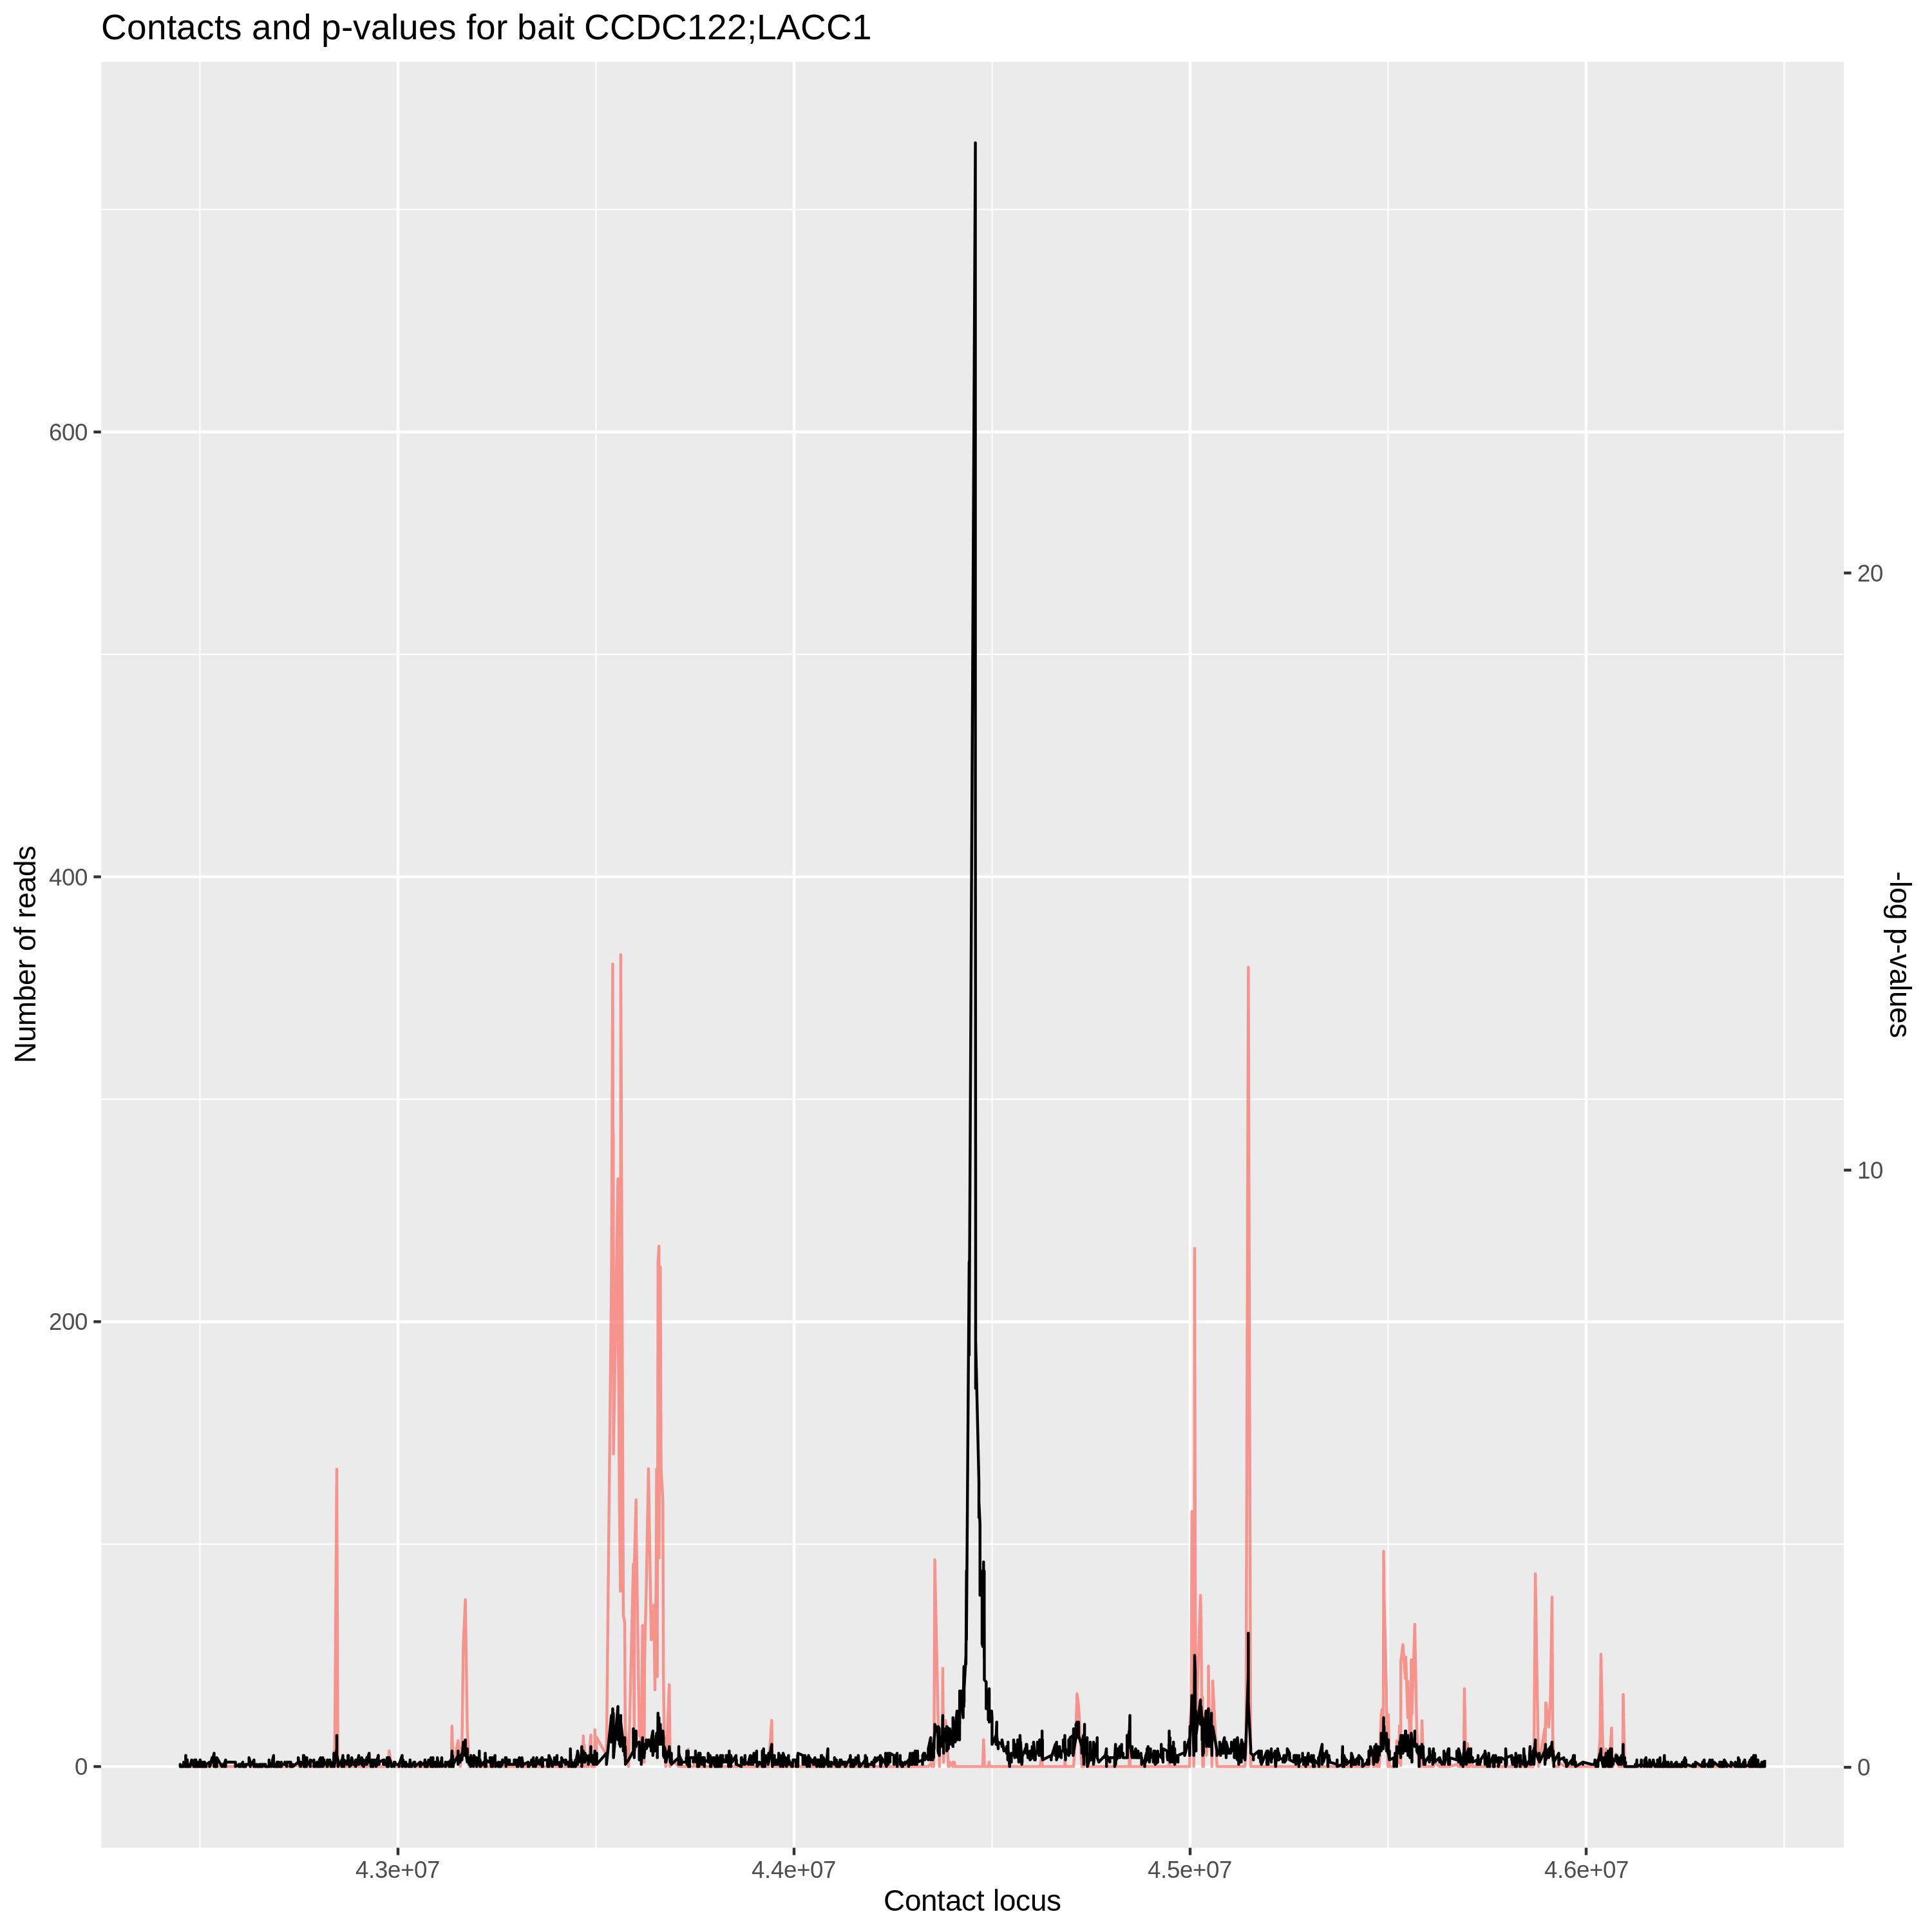 Contacts and p-values for bait CCDC122;LACC1
Number of reads
600
400
200
0
20
10
0
-log p-values
4.3e+07
4.4e+07
4.5e+07
4.6e+07
Contact locus